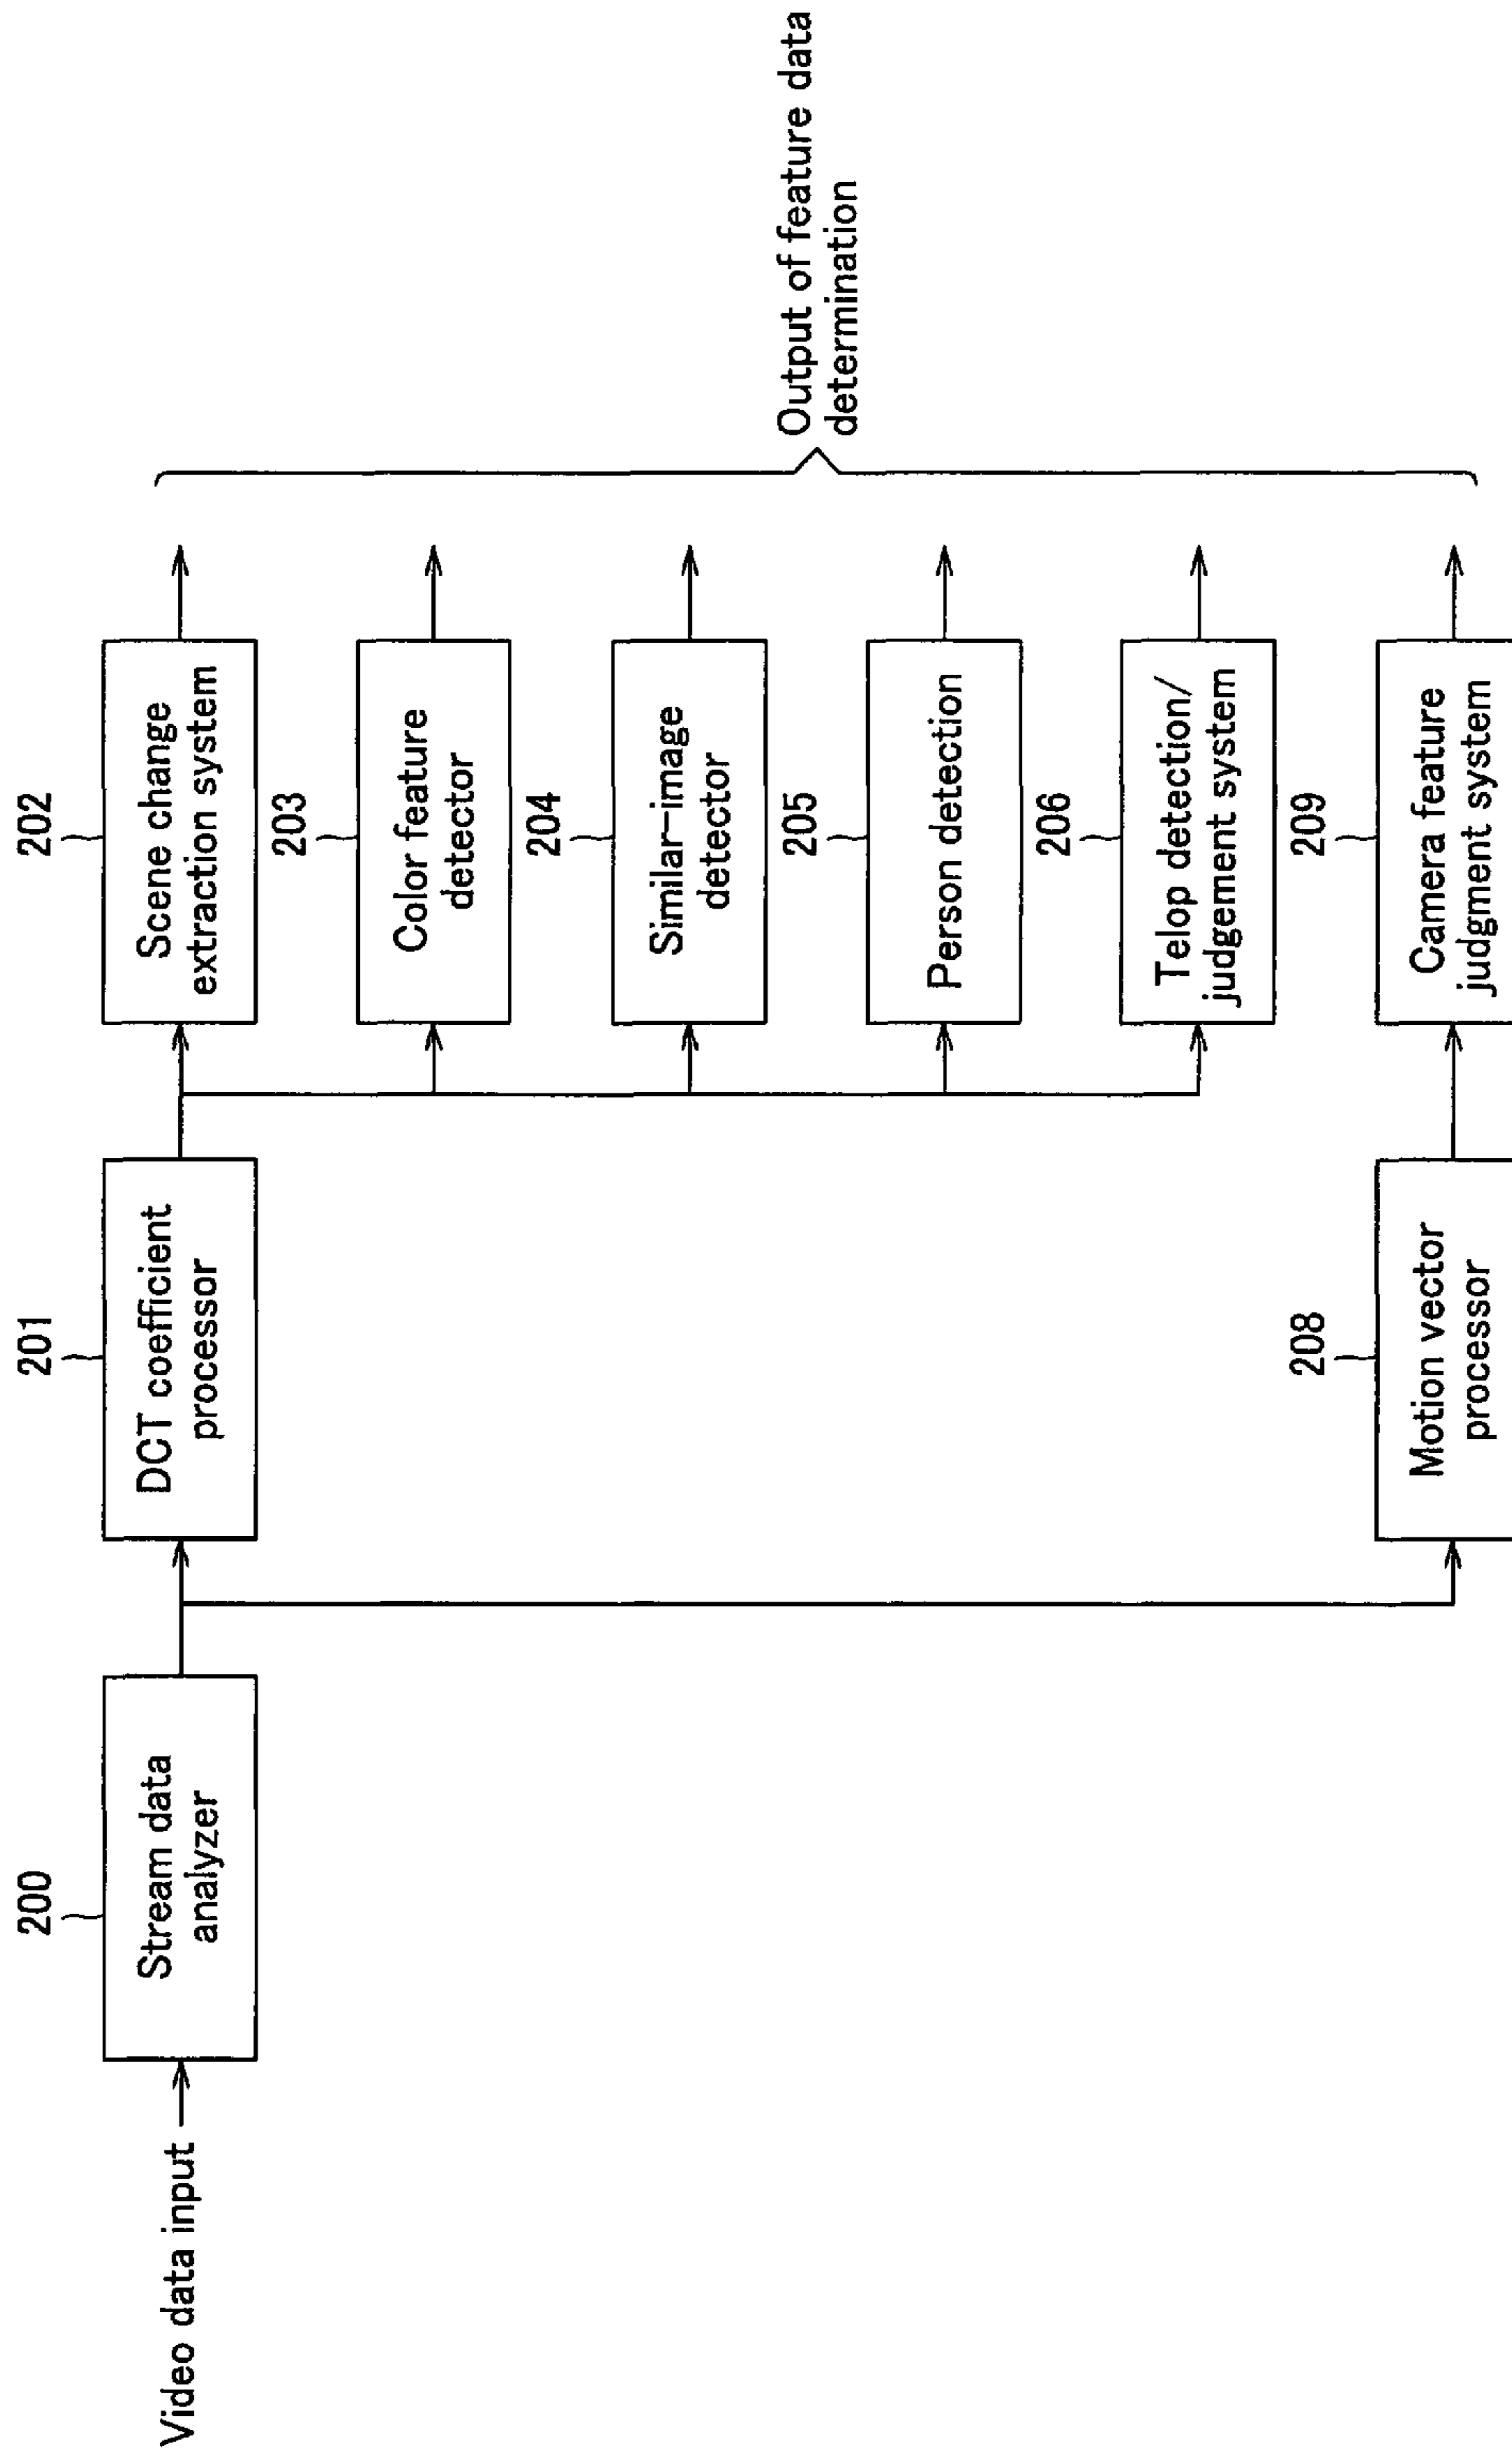 Video data input
200
Stream data
analyzer
201
DCT coefficient
processor
202
Scene change
extraction system
203
Color feature
detector
204
Similar-image
detector
205
Person detection
206
Telop detection/
judgement system
208
Motion vector
processor
209
Camera feature
judgment system
Output of feature data
determination